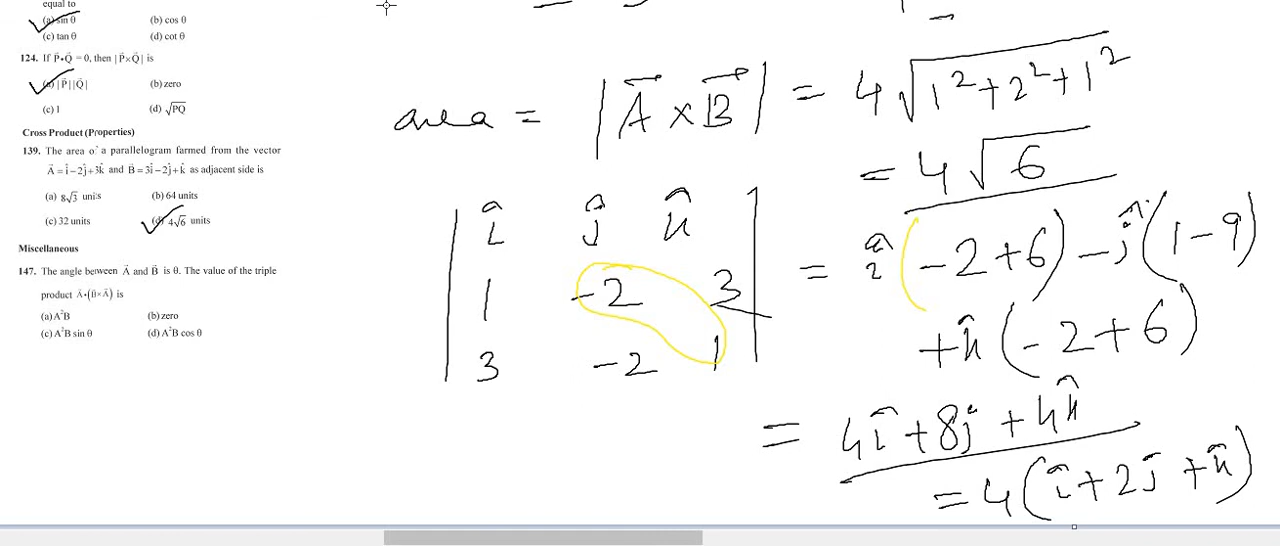 equal to
(a) sin θ (b) cos θ
(c) tan θ (d) cot θ
124. If P⃗•Q⃗ = 0, then |P⃗×Q⃗| is
(a) |P⃗||Q⃗| (b) zero
(c) 1 (d) √PQ
Cross Product (Properties)
139. The area of a parallelogram farmed from the vector
A⃗ = î−2ĵ+3k̂ and B⃗ = 3î−2ĵ+k̂ as adjacent side is
(a) 8√3 units (b) 64 units
(c) 32 units (d) 4√6 units
Miscellaneous
147. The angle between A⃗ and B⃗ is θ. The value of the triple
product A⃗•(B⃗×A⃗) is
(a) A²B (b) zero
(c) A²B sin θ (d) A²B cos θ
area = |A⃗ × B⃗| = 4√1²+2²+1²
= 4√6
î ĵ k̂
1 -2 3
3 -2 1
= î(-2+6) - ĵ(1-9)
+ k̂(-2+6)
= 4î+8j+4k̂
= 4(î+2j+k̂)